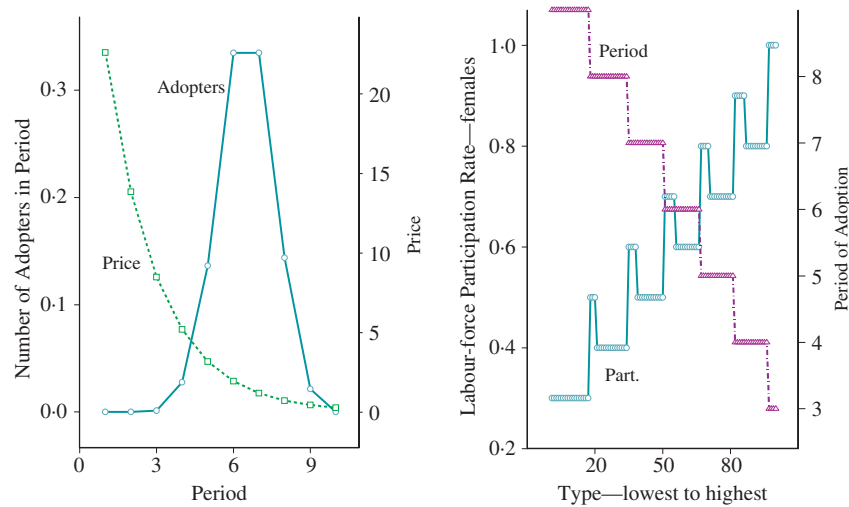 Number of Adopters in Period
0·3
0·2
0·1
0·0
Adopters
Price
20
15
10
5
0
Price
0
3
6
9
Period
Labour-force Participation Rate—females
1·0
0·8
0·6
0·4
0·2
Period
Part.
8
7
6
5
4
3
Period of Adoption
20
50
80
Type—lowest to highest